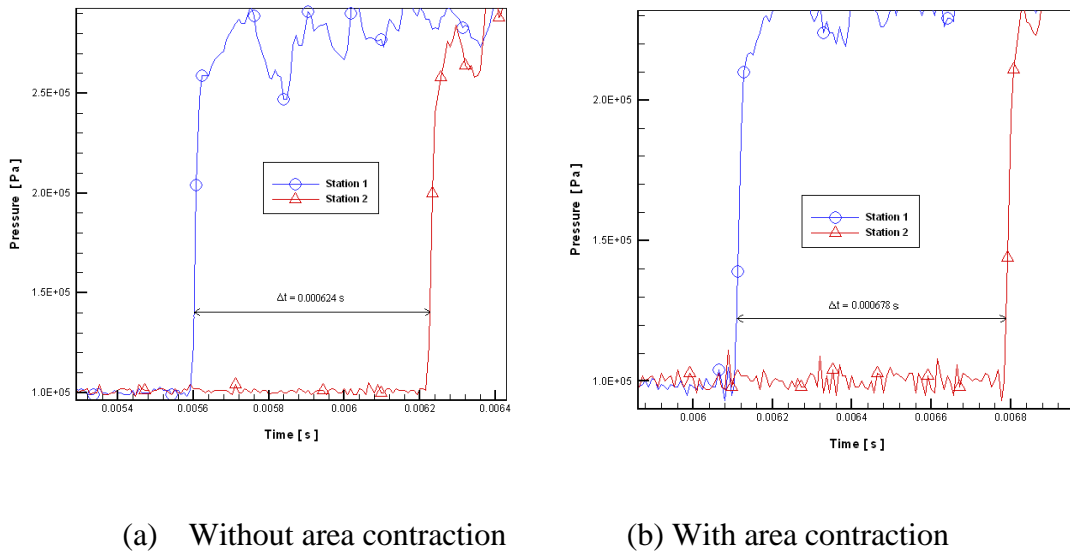 2.5E+05
2.0E+05
1.5E+05
1.0E+05
Pressure [Pa]
Station 1
Station 2
Δt = 0.000624 s
0.0054
0.0056
0.0058
0.006
0.0062
0.0064
Time [s]
2.0E+05
1.5E+05
1.0E+05
Pressure [Pa]
Station 1
Station 2
Δt = 0.000678 s
0.006
0.0062
0.0064
0.0066
0.0068
Time [s]
(a) Without area contraction
(b) With area contraction